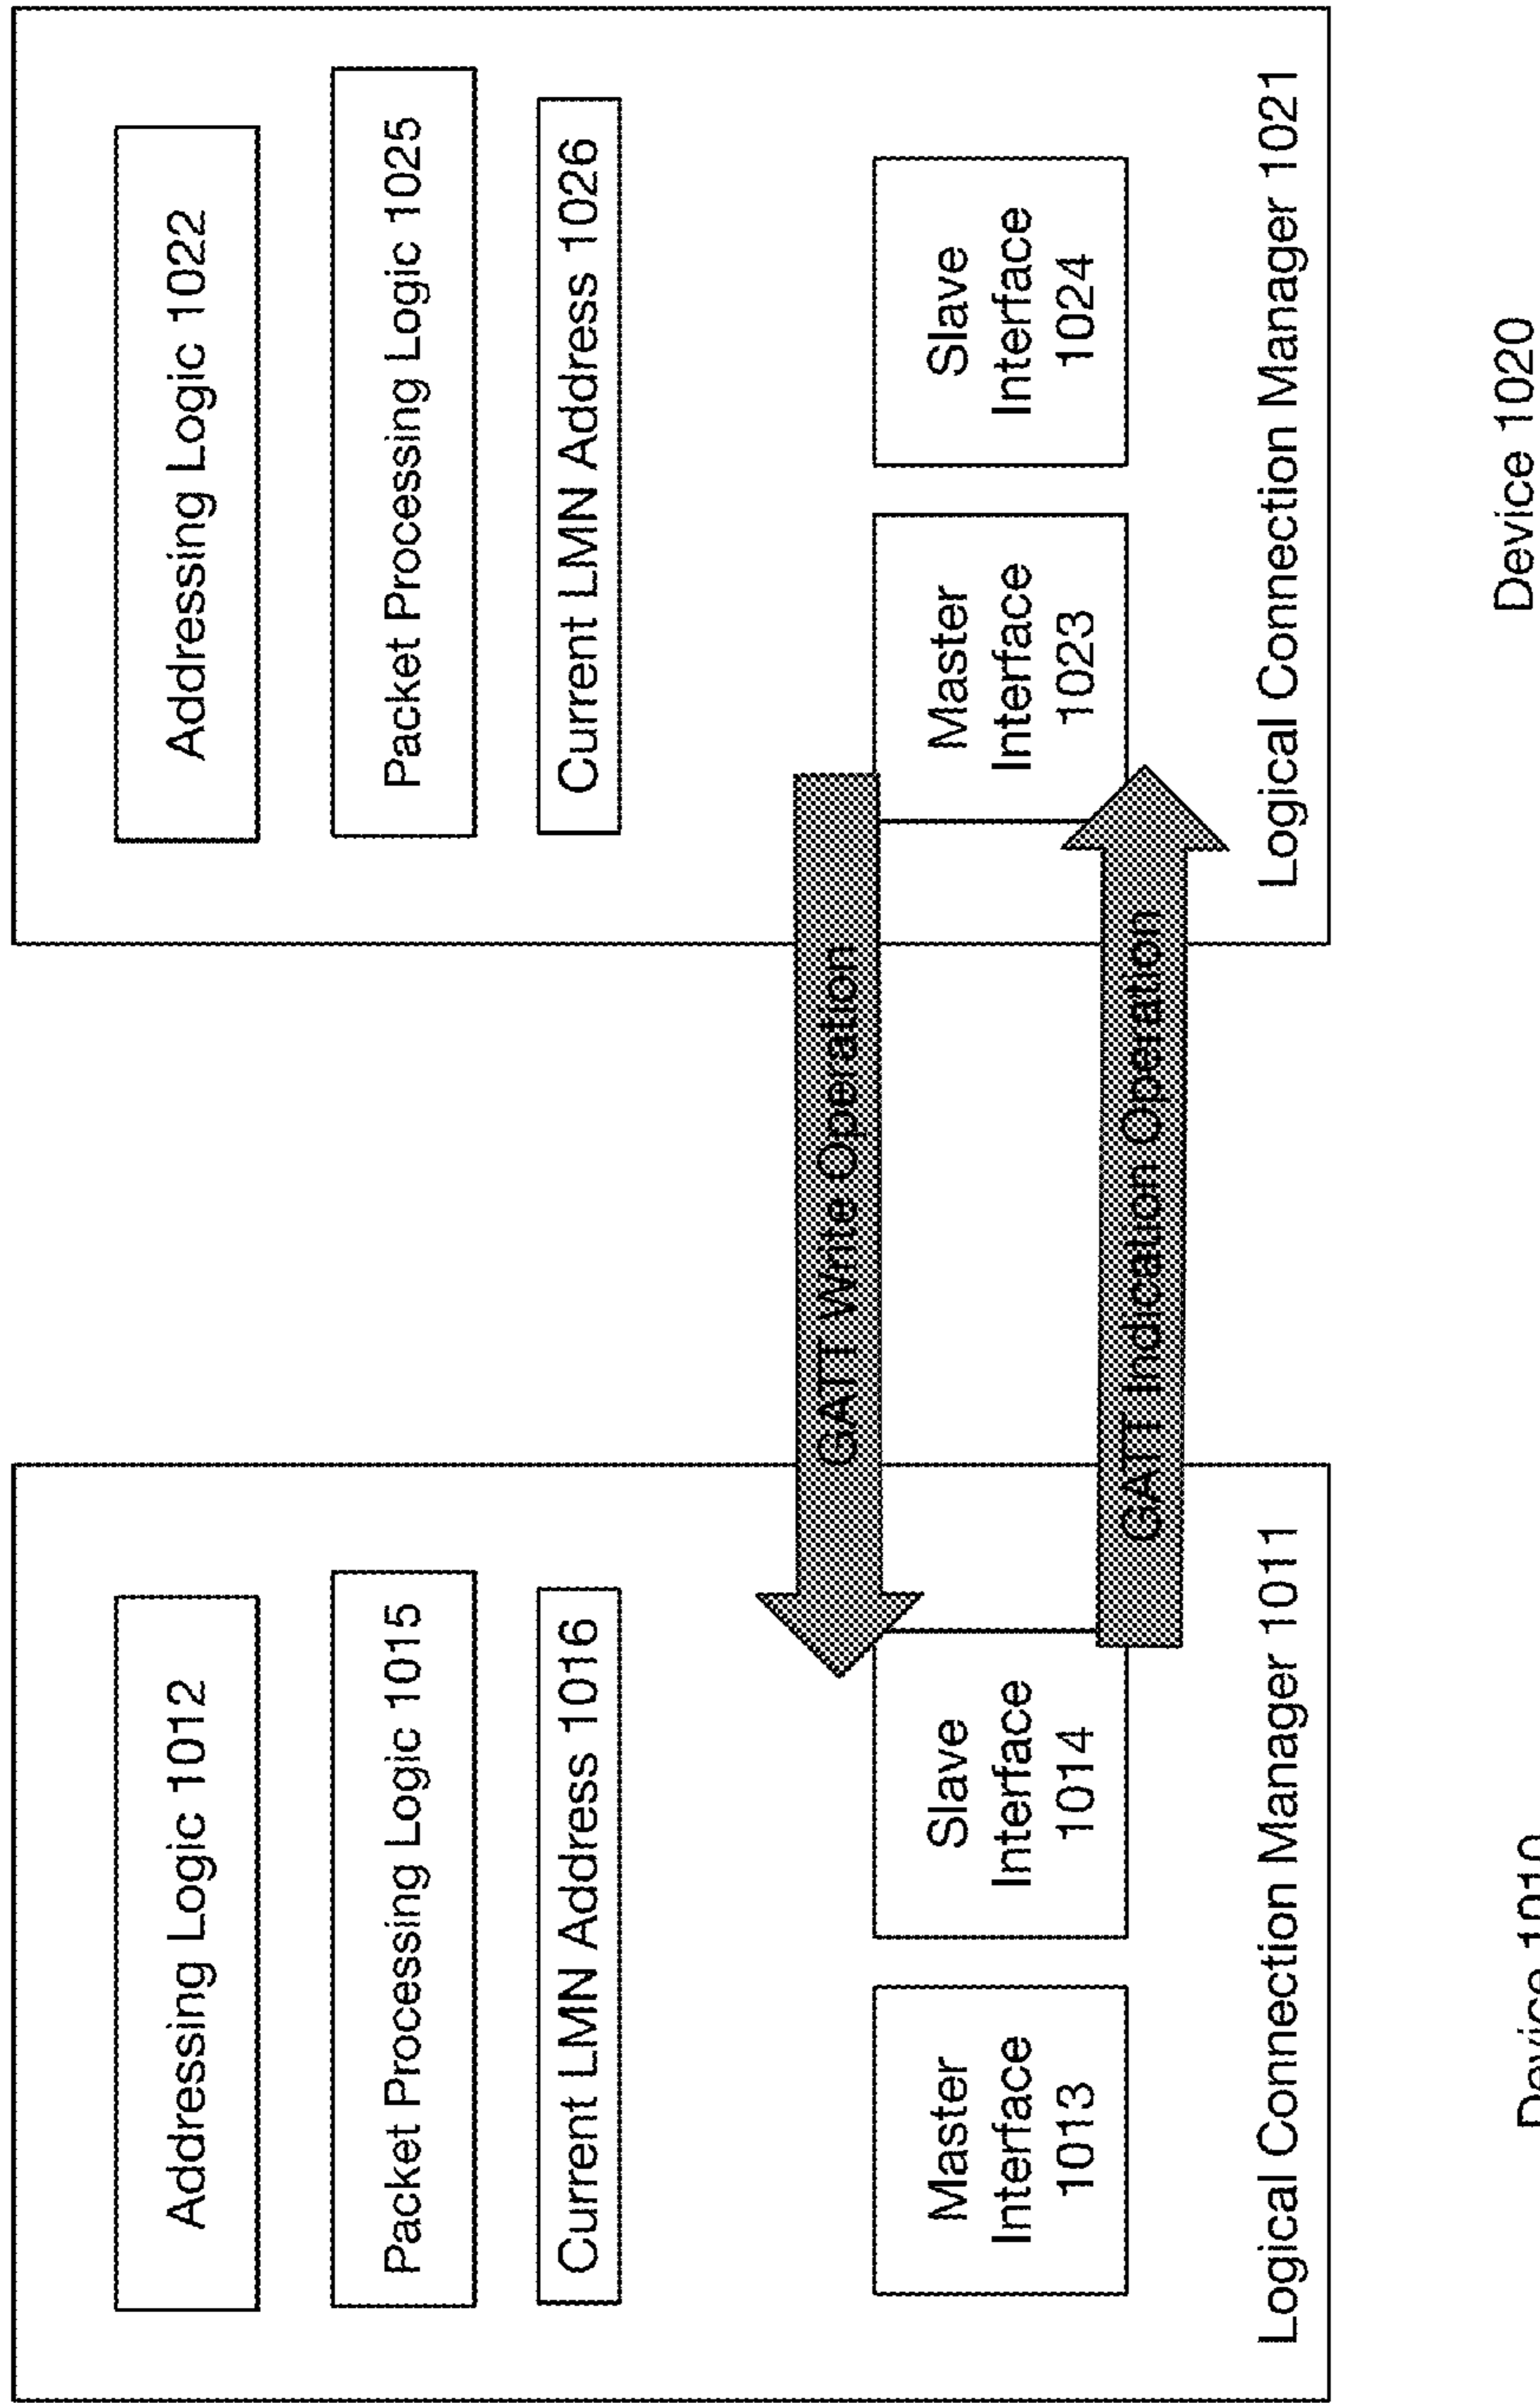 Addressing Logic 1012
Packet Processing Logic 1015
Current LMN Address 1016
Master
Interface
1013
Slave
Interface
1014
Logical Connection Manager 1011
Device 1010
GATT Write Operation
GATT Indication Operation
Addressing Logic 1022
Packet Processing Logic 1025
Current LMN Address 1026
Master
Interface
1023
Slave
Interface
1024
Logical Connection Manager 1021
Device 1020